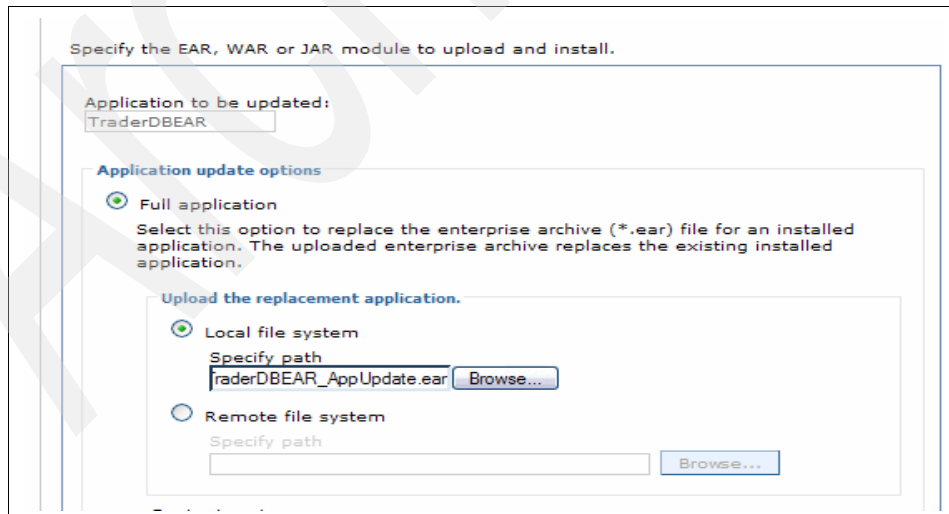 Specify the EAR, WAR or JAR module to upload and install.
Application to be updated:
TraderDBEAR
Application update options
Full application
Select this option to replace the enterprise archive (*.ear) file for an installed
application. The uploaded enterprise archive replaces the existing installed
application.
Upload the replacement application.
Local file system
Specify path
raderDBEAR_AppUpdate.ear Browse...
Remote file system
Specify path
Browse...